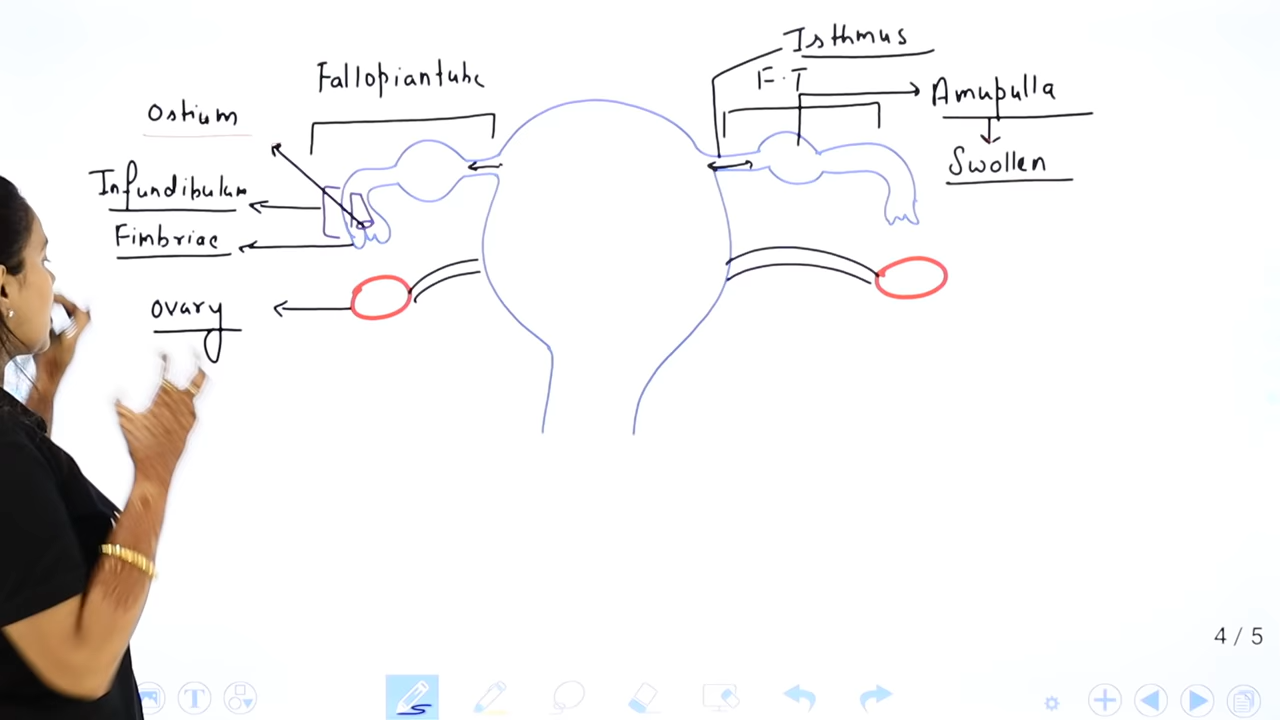 Isthmus
Fallopiantube
F.T
Amupulla
Ostium
Swollen
Infundibulum
Fimbriae
Ovary
4 / 5
T